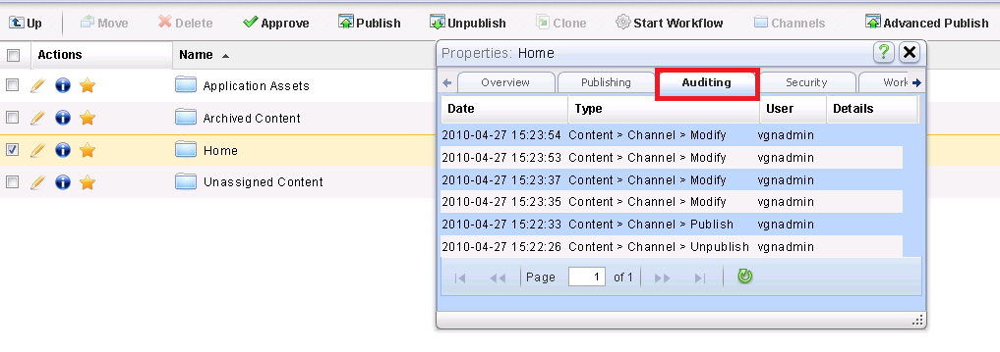 Up Move Delete Approve Publish Unpublish Clone Start Workflow Channels Advanced Publish
Actions Name
Application Assets
Archived Content
Home
Unassigned Content
Properties: Home ?
Overview Publishing Auditing Security Work
Date Type User Details
2010-04-27 15:23:54 Content > Channel > Modify vgnadmin
2010-04-27 15:23:53 Content > Channel > Modify vgnadmin
2010-04-27 15:23:37 Content > Channel > Modify vgnadmin
2010-04-27 15:23:35 Content > Channel > Modify vgnadmin
2010-04-27 15:22:33 Content > Channel > Publish vgnadmin
2010-04-27 15:22:26 Content > Channel > Unpublish vgnadmin
Page 1 of 1